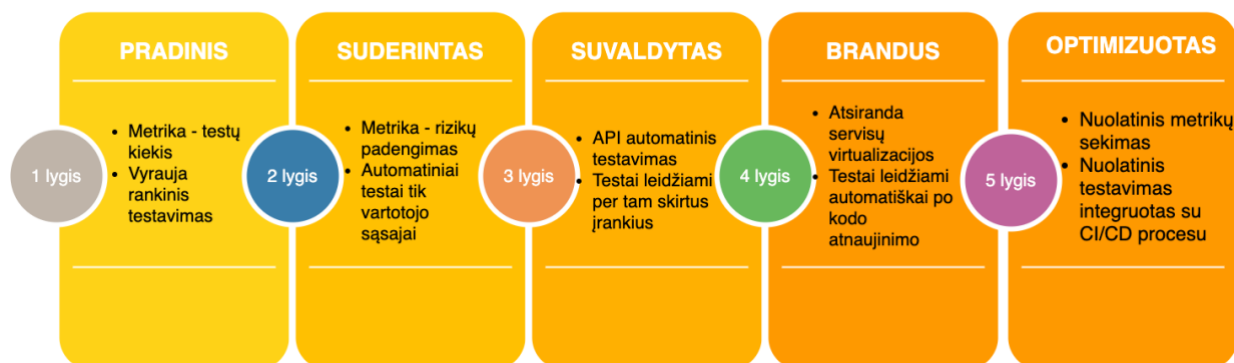 PRADINIS
1 lygis
• Metrika - testų
kiekis
• Vyrauja
rankinis
testavimas
SUDERINTAS
2 lygis
• Metrika - rizikų
padengimas
• Automatiniai
testai tik
vartotojo
sąsajai
SUVALDYTAS
3 lygis
• API automatinis
testavimas
• Testai leidžiami
per tam skirtus
įrankius
BRANDUS
4 lygis
• Atsiranda
servisų
virtualizacijos
• Testai leidžiami
automatiškai po
kodo
atnaujinimo
OPTIMIZUOTAS
5 lygis
• Nuolatinis metrikų
sekimas
• Nuolatinis
testavimas
integruotas su
CI/CD procesu